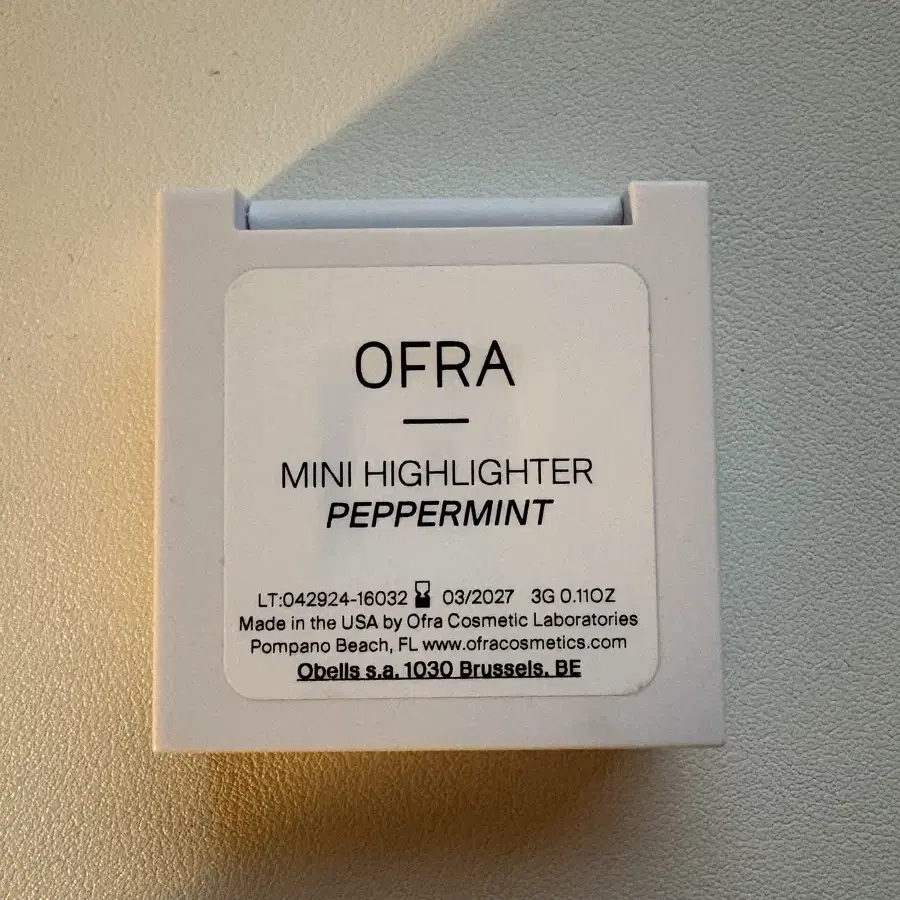 OFRA
MINI HIGHLIGHTER
PEPPERMINT
LT:042924-16032 03/2027 3G 0.11OZ
Made in the USA by Ofra Cosmetic Laboratories
Pompano Beach, FL www.ofracosmetics.com
Obells s.a. 1030 Brussels, BE